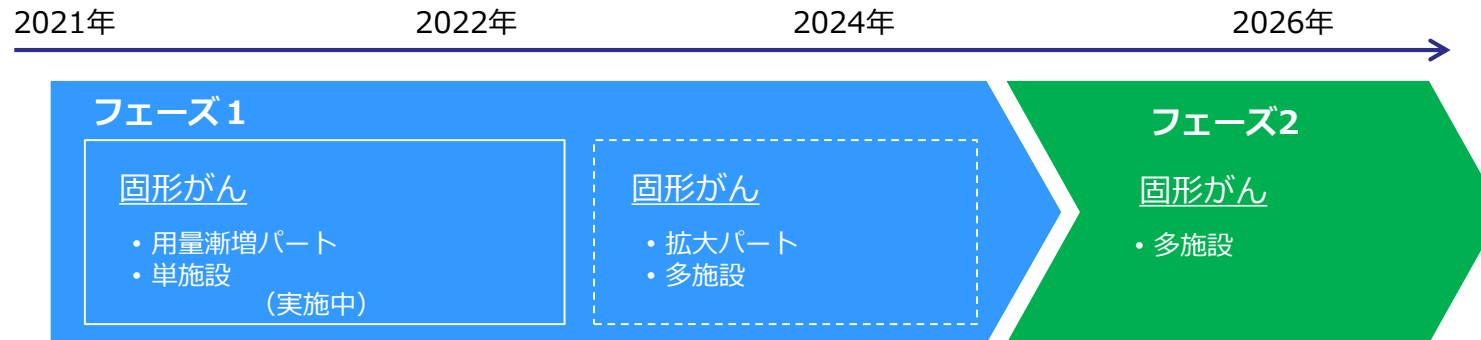 2021年 2022年 2024年 2026年
フェーズ１
固形がん
・用量漸増パート
・単施設
（実施中）
固形がん
・拡大パート
・多施設
フェーズ2
固形がん
・多施設